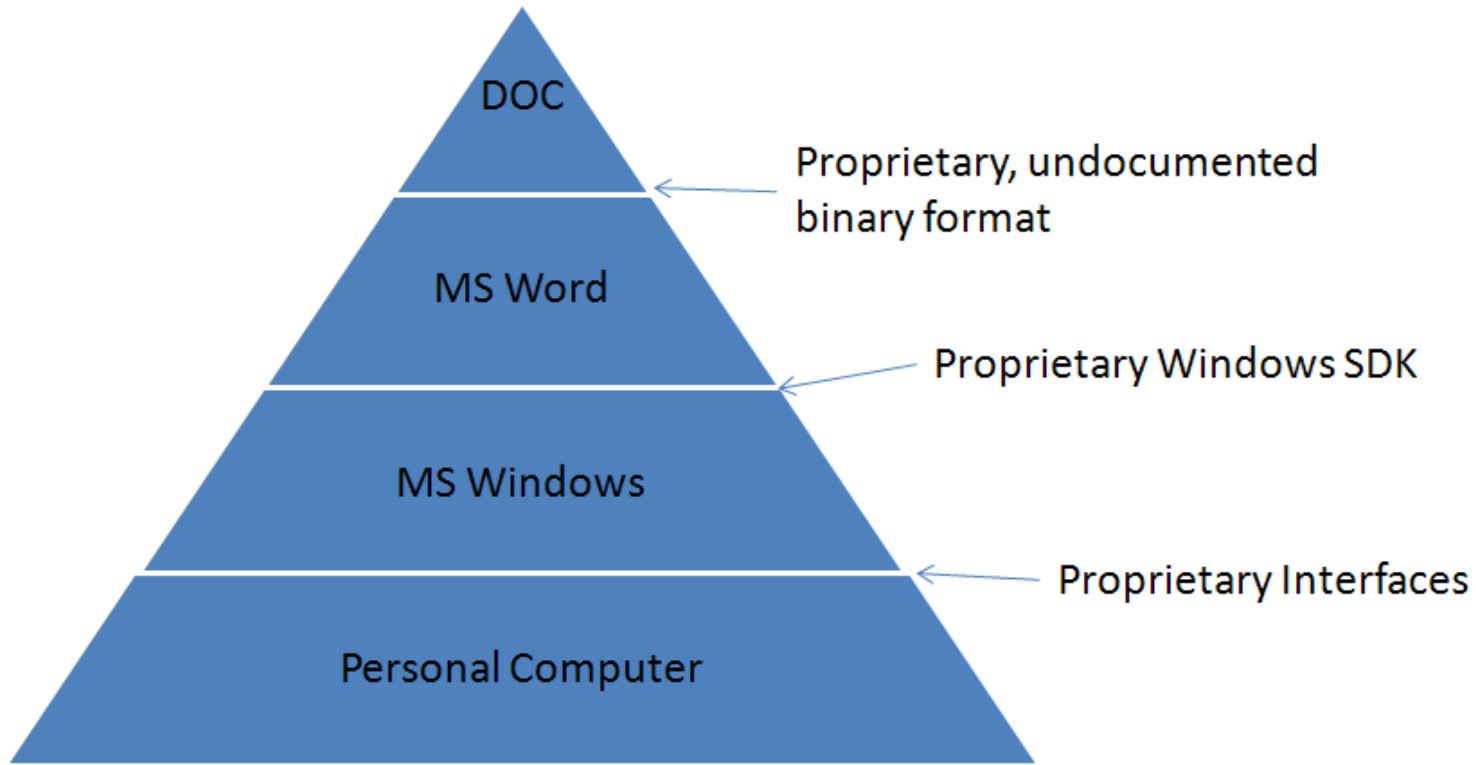 DOC
Proprietary, undocumented
binary format
MS Word
Proprietary Windows SDK
MS Windows
Proprietary Interfaces
Personal Computer